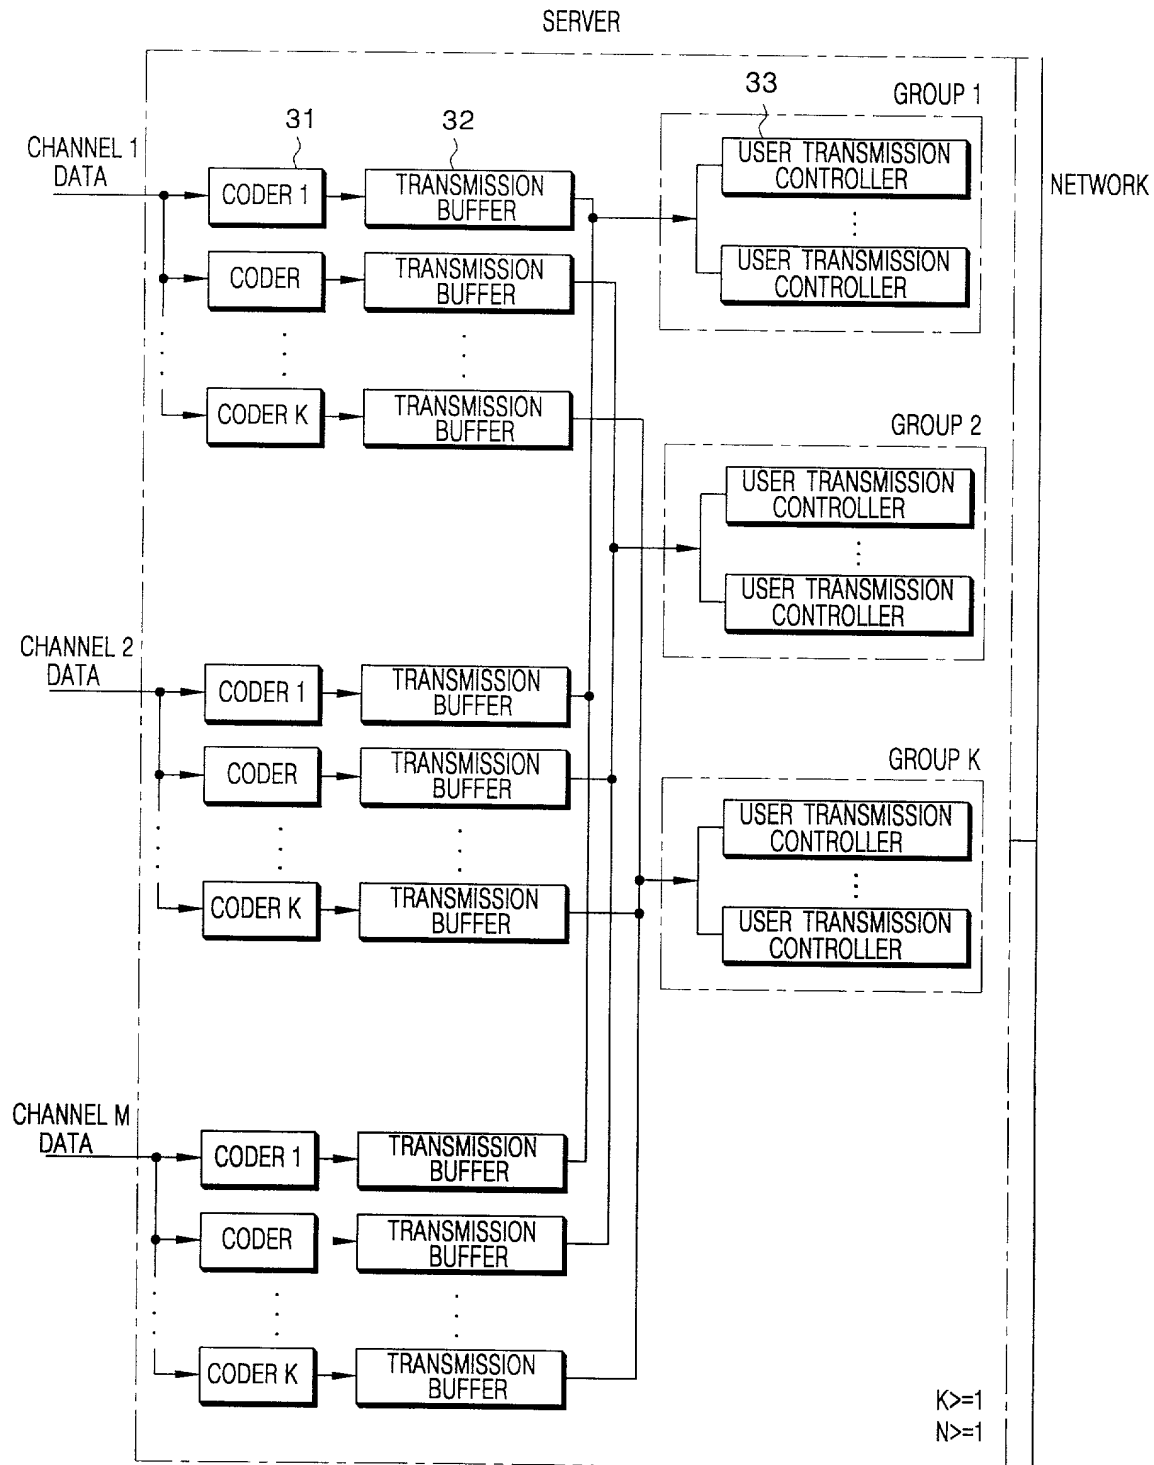 SERVER
GROUP 1
33
31
32
CHANNEL 1
DATA
CODER 1
TRANSMISSION
BUFFER
USER TRANSMISSION
CONTROLLER
NETWORK
CODER
TRANSMISSION
BUFFER
USER TRANSMISSION
CONTROLLER
CODER K
TRANSMISSION
BUFFER
GROUP 2
USER TRANSMISSION
CONTROLLER
USER TRANSMISSION
CONTROLLER
CHANNEL 2
DATA
CODER 1
TRANSMISSION
BUFFER
CODER
TRANSMISSION
BUFFER
GROUP K
USER TRANSMISSION
CONTROLLER
CODER K
TRANSMISSION
BUFFER
USER TRANSMISSION
CONTROLLER
CHANNEL M
DATA
CODER 1
TRANSMISSION
BUFFER
CODER
TRANSMISSION
BUFFER
CODER K
TRANSMISSION
BUFFER
K>=1
N>=1